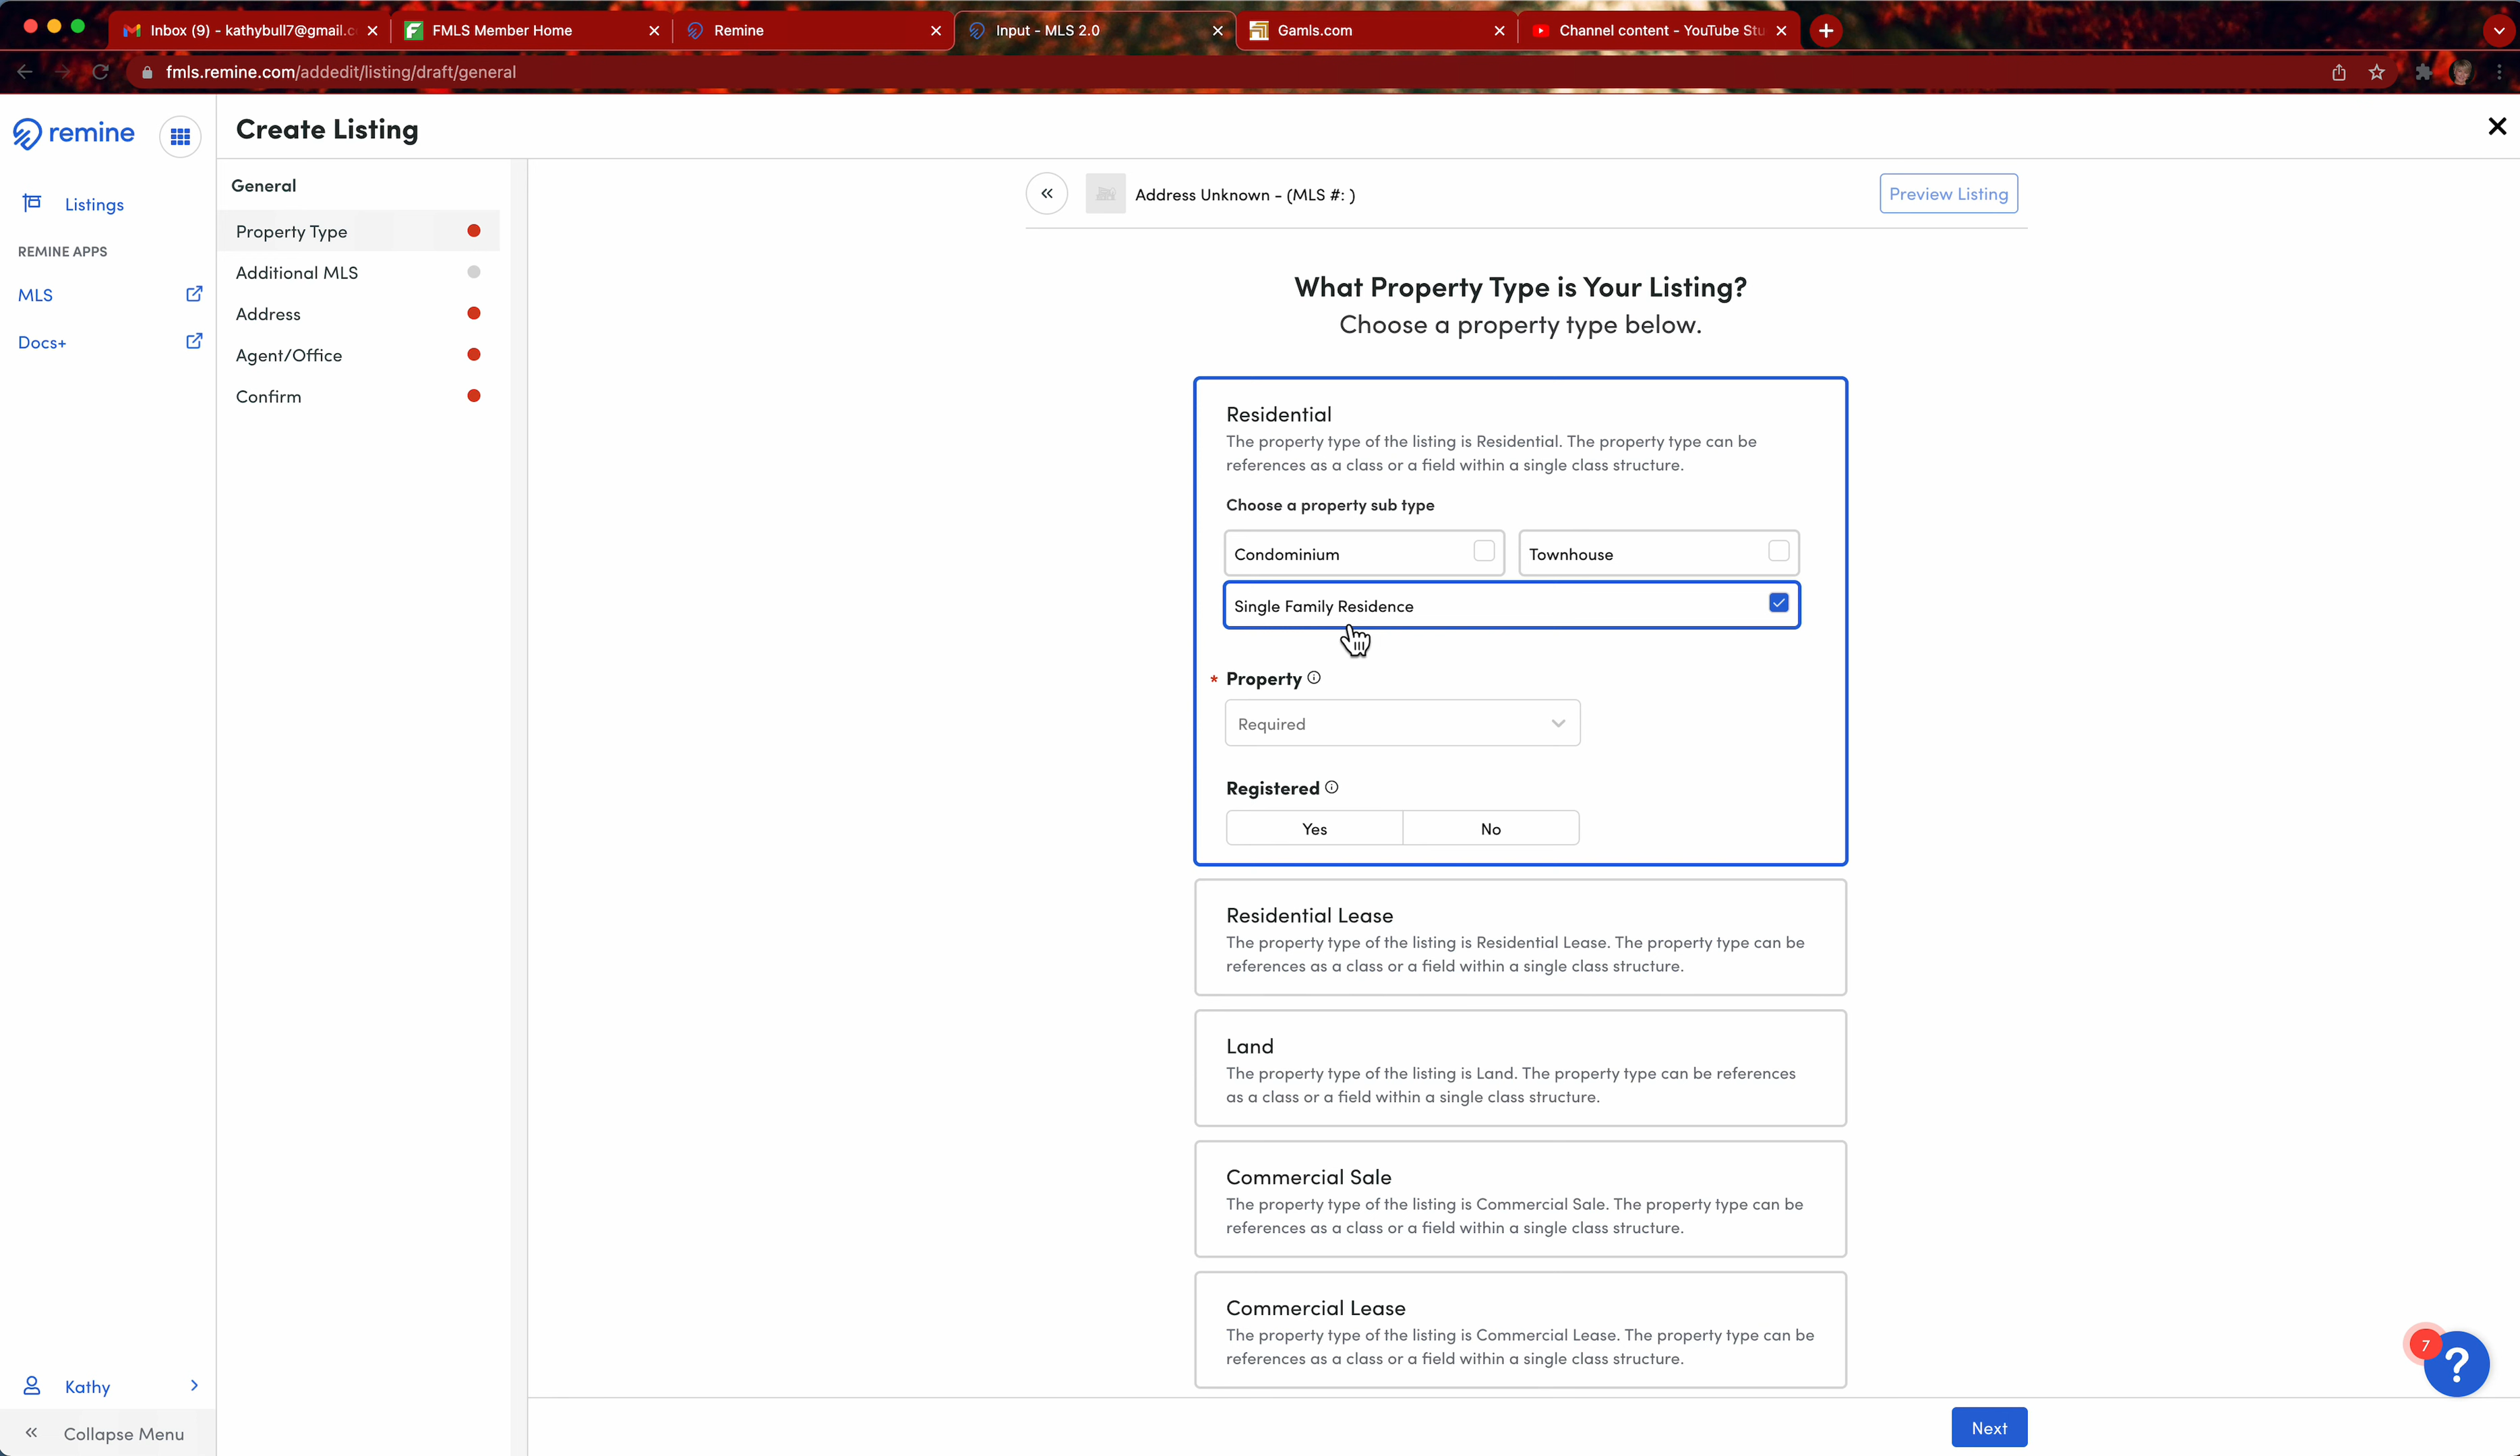 Inbox (9) - kathybull7@gmail.c
FMLS Member Home
Remine
Input - MLS 2.0
Gamls.com
Channel content - YouTube Stu
fmls.remine.com/addedit/listing/draft/general
remine
Create Listing
Listings
REMINE APPS
MLS
Docs+
General
Property Type
Additional MLS
Address
Agent/Office
Confirm
Address Unknown - (MLS #: )
Preview Listing
What Property Type is Your Listing?
Choose a property type below.
Residential
The property type of the listing is Residential. The property type can be
references as a class or a field within a single class structure.
Choose a property sub type
Condominium
Townhouse
Single Family Residence
* Property
Required
Registered
Yes
No
Residential Lease
The property type of the listing is Residential Lease. The property type can be
references as a class or a field within a single class structure.
Land
The property type of the listing is Land. The property type can be references
as a class or a field within a single class structure.
Commercial Sale
The property type of the listing is Commercial Sale. The property type can be
references as a class or a field within a single class structure.
Commercial Lease
The property type of the listing is Commercial Lease. The property type can be
references as a class or a field within a single class structure.
7
?
Kathy
Collapse Menu
Next